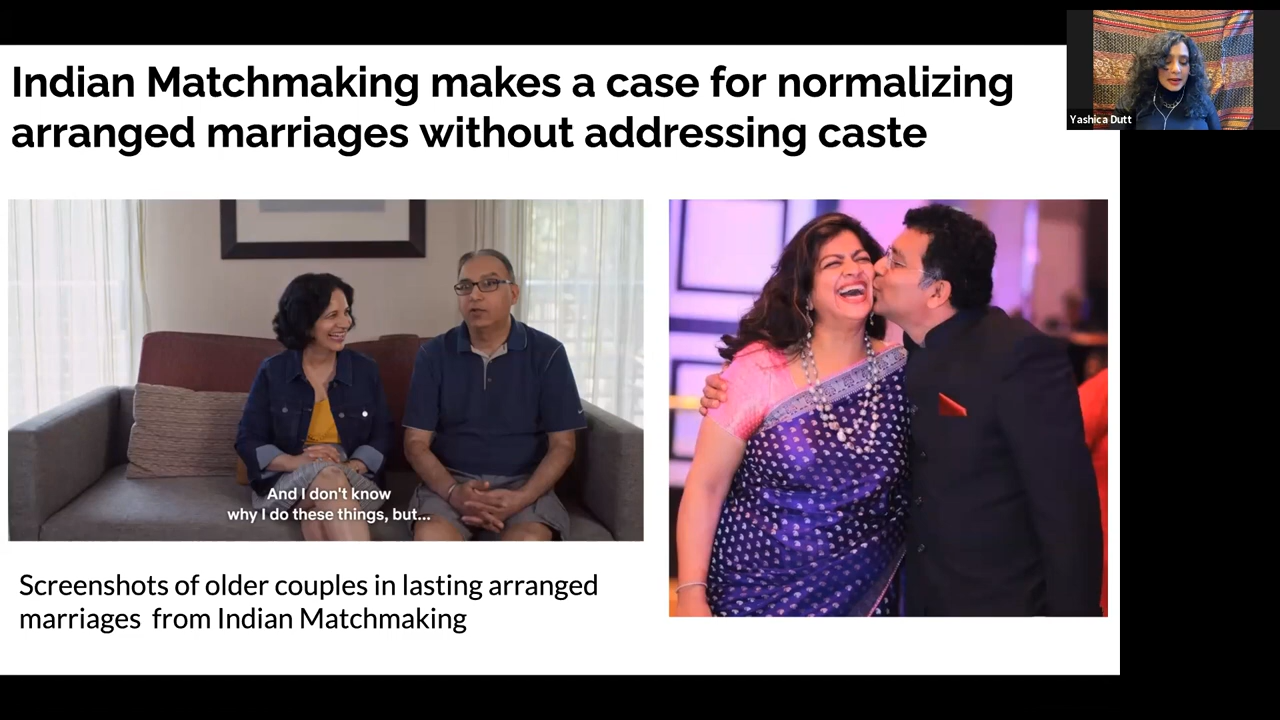 Indian Matchmaking makes a case for normalizing
arranged marriages without addressing caste
Yashica Dutt
And I don't know
why I do these things, but...
Screenshots of older couples in lasting arranged
marriages from Indian Matchmaking